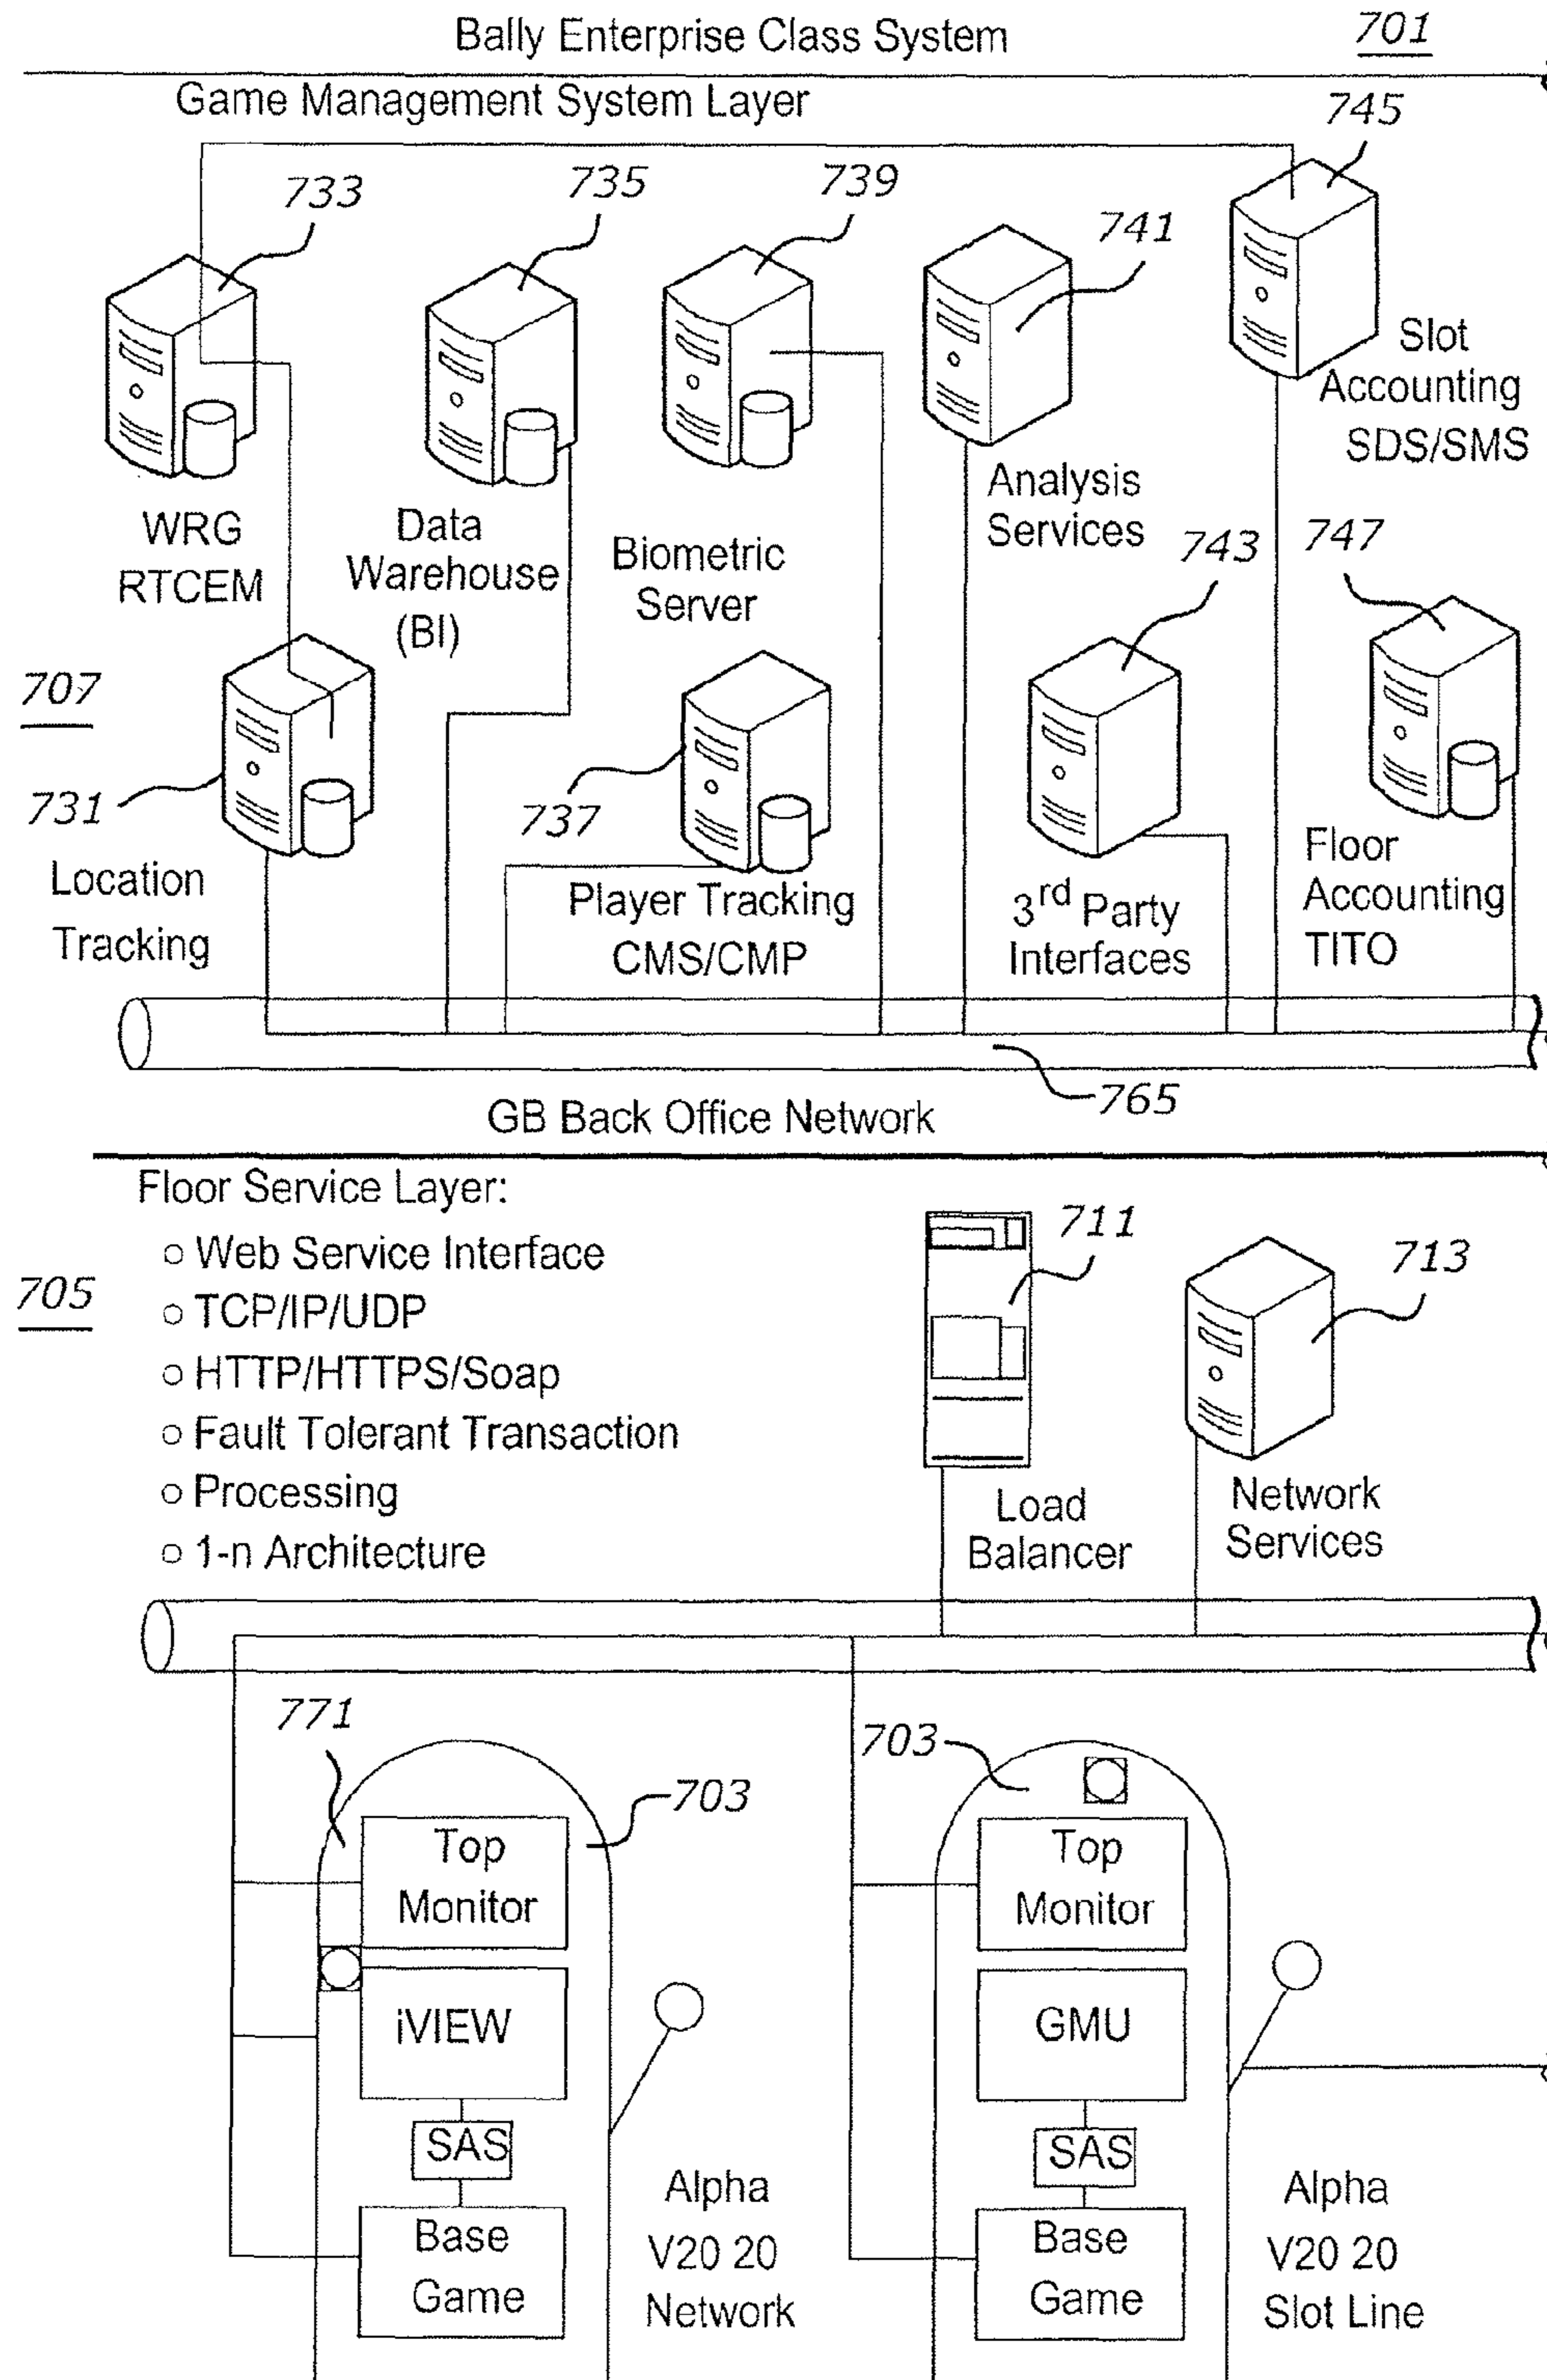 Bally Enterprise Class System
701
Game Management System Layer
745
733
735
739
741
Slot
Accounting
SDS/SMS
WRG
RTCEM
Data
Warehouse
(BI)
Biometric
Server
Analysis
Services
743
747
707
731
737
Location
Tracking
Player Tracking
CMS/CMP
3rd Party
Interfaces
Floor
Accounting
TITO
765
GB Back Office Network
Floor Service Layer:
705
○ Web Service Interface
○ TCP/IP/UDP
○ HTTP/HTTPS/Soap
○ Fault Tolerant Transaction
○ Processing
○ 1-n Architecture
711
713
Load
Balancer
Network
Services
771
703
Top
Monitor
iVIEW
SAS
Base
Game
Alpha
V20 20
Network
703
Top
Monitor
GMU
SAS
Base
Game
Alpha
V20 20
Slot Line